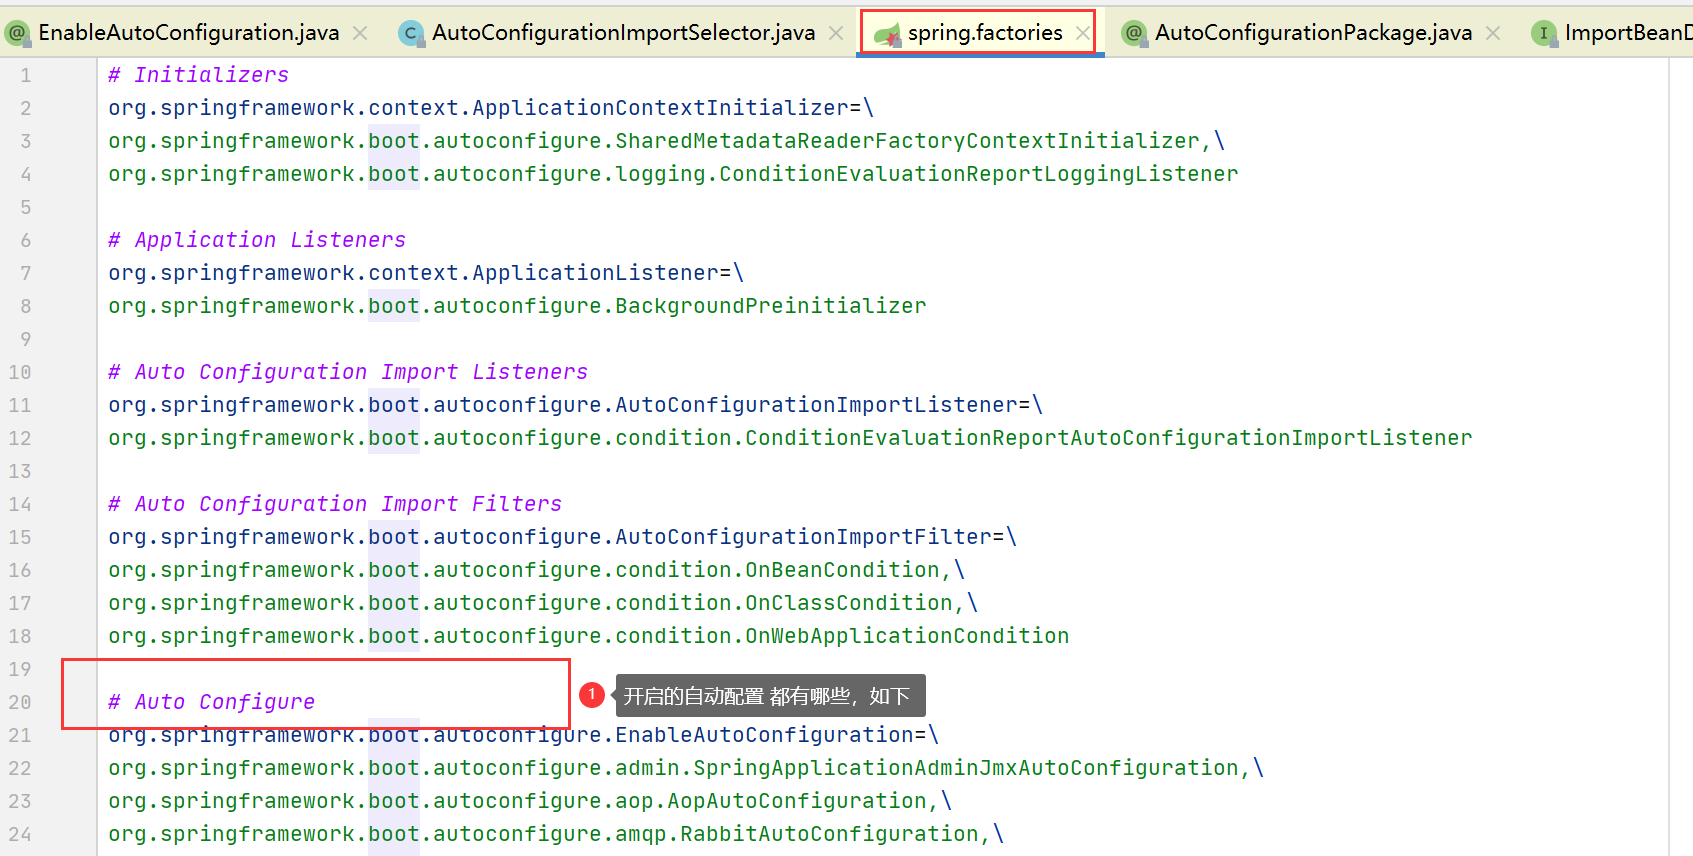 EnableAutoConfiguration.java AutoConfigurationImportSelector.java spring.factories AutoConfigurationPackage.java ImportBeanD
1 # Initializers
2 org.springframework.context.ApplicationContextInitializer=\
3 org.springframework.boot.autoconfigure.SharedMetadataReaderFactoryContextInitializer,\
4 org.springframework.boot.autoconfigure.logging.ConditionEvaluationReportLoggingListener
5
6 # Application Listeners
7 org.springframework.context.ApplicationListener=\
8 org.springframework.boot.autoconfigure.BackgroundPreinitializer
9
10 # Auto Configuration Import Listeners
11 org.springframework.boot.autoconfigure.AutoConfigurationImportListener=\
12 org.springframework.boot.autoconfigure.condition.ConditionEvaluationReportAutoConfigurationImportListener
13
14 # Auto Configuration Import Filters
15 org.springframework.boot.autoconfigure.AutoConfigurationImportFilter=\
16 org.springframework.boot.autoconfigure.condition.OnBeanCondition,\
17 org.springframework.boot.autoconfigure.condition.OnClassCondition,\
18 org.springframework.boot.autoconfigure.condition.OnWebApplicationCondition
19
20 # Auto Configure 1 开启的自动配置 都有哪些，如下
21 org.springframework.boot.autoconfigure.EnableAutoConfiguration=\
22 org.springframework.boot.autoconfigure.admin.SpringApplicationAdminJmxAutoConfiguration,\
23 org.springframework.boot.autoconfigure.aop.AopAutoConfiguration,\
24 org.springframework.boot.autoconfigure.amqp.RabbitAutoConfiguration,\